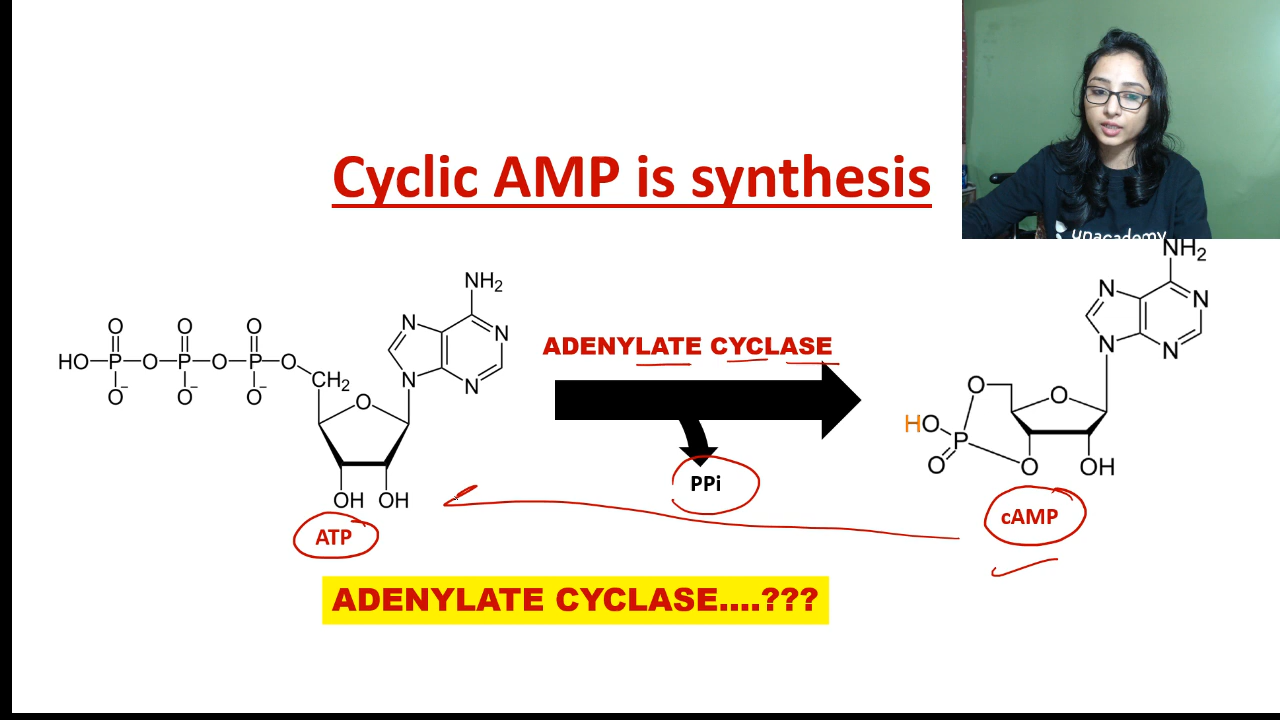 Cyclic AMP is synthesis
unacademy
NH2
N
N
N
N
O
O
O
HO
P
O
P
O
P
O
CH2
O
O-
O-
O-
OH
OH
ATP
ADENYLATE CYCLASE
PPi
NH2
N
N
N
N
O
O
HO
P
O
O
OH
cAMP
ADENYLATE CYCLASE....???